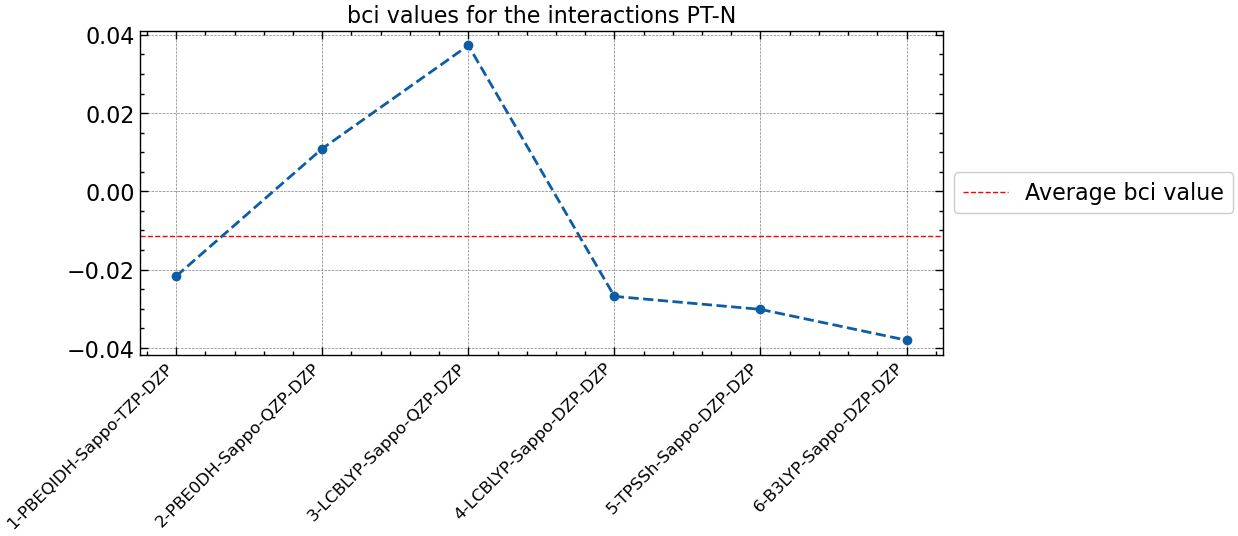 bci values for the interactions PT-N
0.04
0.02
0.00
−0.02
−0.04
Average bci value
1-PBEQIDH-Sappo-TZP-DZP
2-PBE0DH-Sappo-QZP-DZP
3-LCBLYP-Sappo-QZP-DZP
4-LCBLYP-Sappo-DZP-DZP
5-TPSSh-Sappo-DZP-DZP
6-B3LYP-Sappo-DZP-DZP